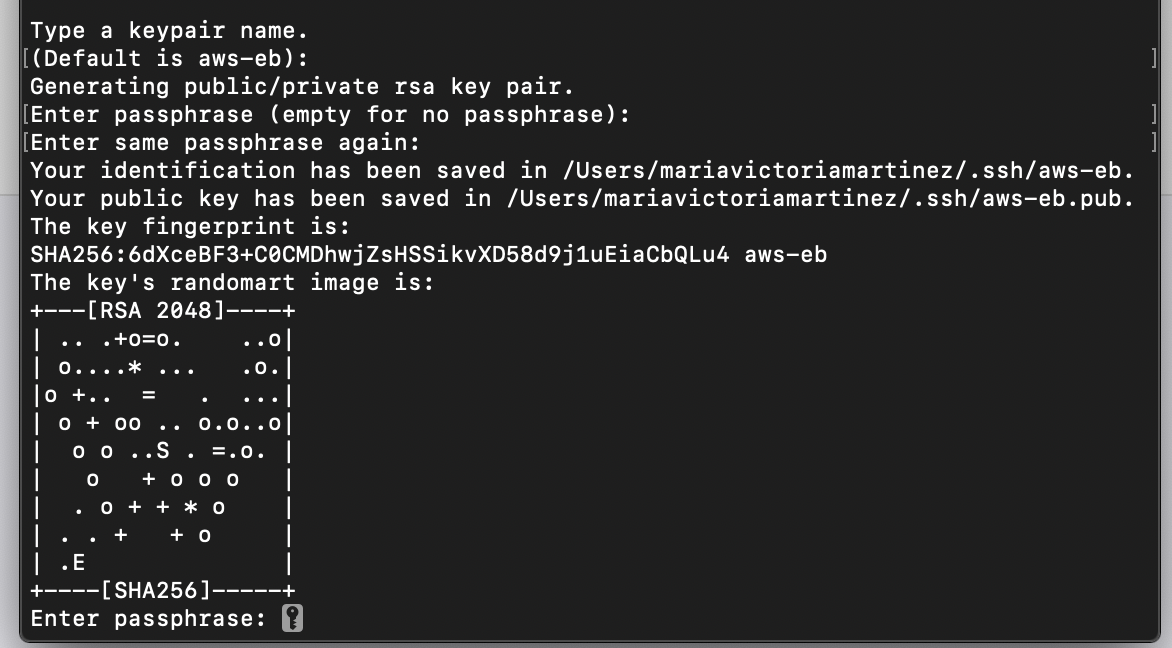 Type a keypair name.
[(Default is aws-eb): ]
Generating public/private rsa key pair.
[Enter passphrase (empty for no passphrase): ]
[Enter same passphrase again: ]
Your identification has been saved in /Users/mariavictoriamartinez/.ssh/aws-eb.
Your public key has been saved in /Users/mariavictoriamartinez/.ssh/aws-eb.pub.
The key fingerprint is:
SHA256:6dXceBF3+C0CMDhwjZsHSSikvXD58d9j1uEiaCbQLu4 aws-eb
The key's randomart image is:
+---[RSA 2048]----+
| .. .+o=o.    ..o|
| o....* ...   .o.|
|o +..  =   .  ...|
| o + oo .. o.o..o|
|  o o ..S . =.o. |
|   o   + o o o   |
|  . o + + * o    |
| . . +   + o     |
| .E              |
+----[SHA256]-----+
Enter passphrase: